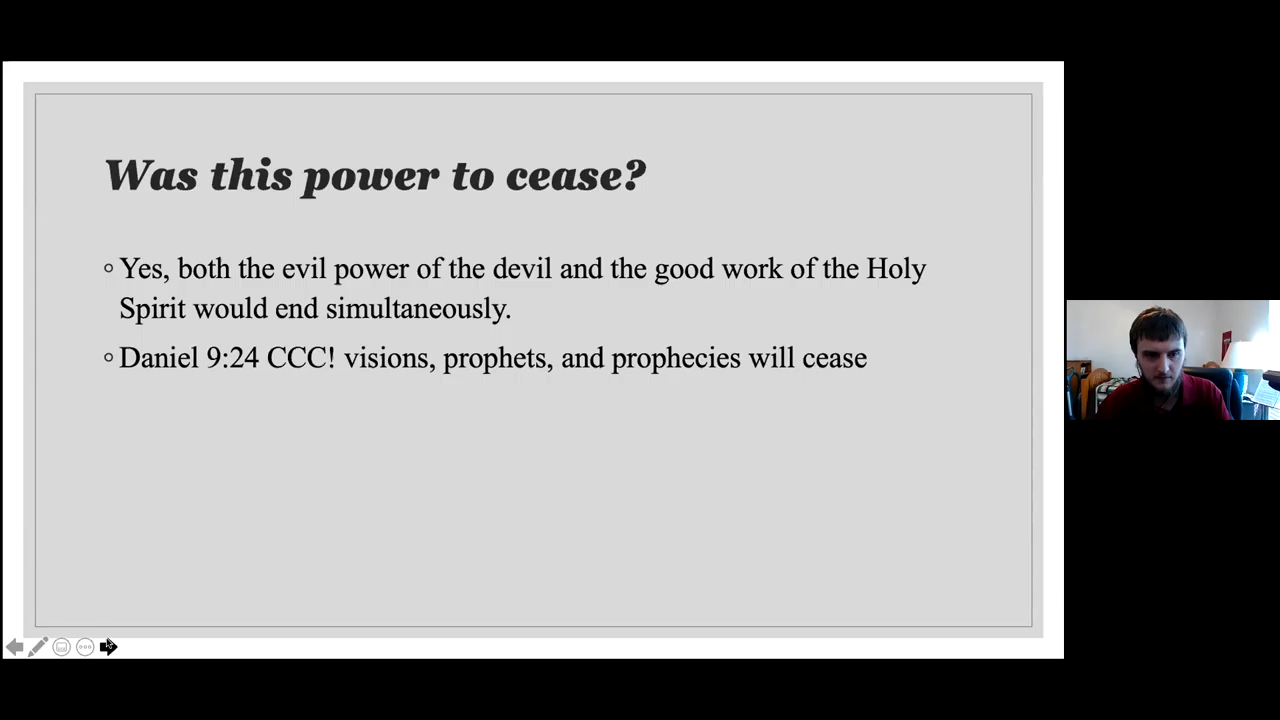 Was this power to cease?
◦ Yes, both the evil power of the devil and the good work of the Holy
Spirit would end simultaneously.
◦ Daniel 9:24 CCC! visions, prophets, and prophecies will cease